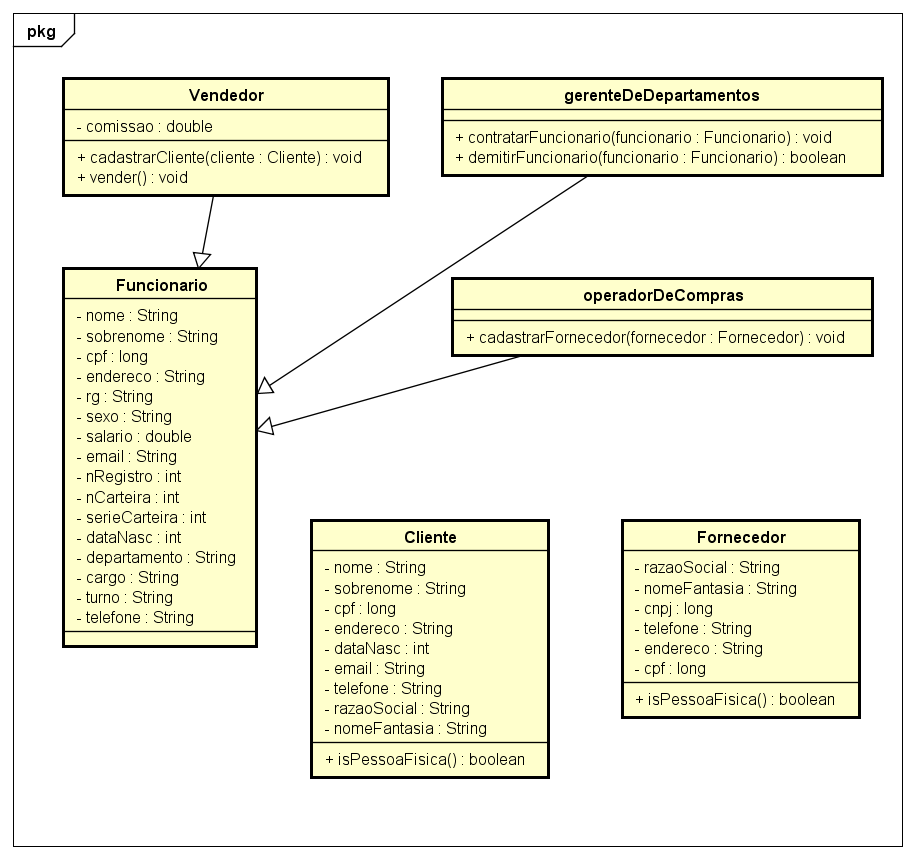 pkg
Vendedor
- comissao : double
+ cadastrarCliente(cliente : Cliente) : void
+ vender() : void
gerenteDeDepartamentos
+ contratarFuncionario(funcionario : Funcionario) : void
+ demitirFuncionario(funcionario : Funcionario) : boolean
Funcionario
- nome : String
- sobrenome : String
- cpf : long
- endereco : String
- rg : String
- sexo : String
- salario : double
- email : String
- nRegistro : int
- nCarteira : int
- serieCarteira : int
- dataNasc : int
- departamento : String
- cargo : String
- turno : String
- telefone : String
operadorDeCompras
+ cadastrarFornecedor(fornecedor : Fornecedor) : void
Cliente
- nome : String
- sobrenome : String
- cpf : long
- endereco : String
- dataNasc : int
- email : String
- telefone : String
- razaoSocial : String
- nomeFantasia : String
+ isPessoaFisica() : boolean
Fornecedor
- razaoSocial : String
- nomeFantasia : String
- cnpj : long
- telefone : String
- endereco : String
- cpf : long
+ isPessoaFisica() : boolean